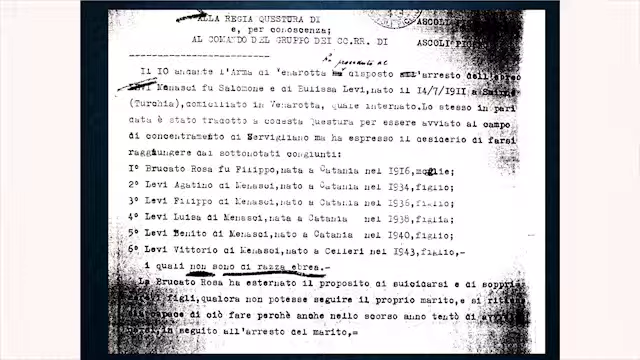 ALLA REGIA QUESTURA DI ASCOLI
e, per conoscenza;
AL COMANDO DEL GRUPPO DEI CC.RR. DI ASCOLI
Il 10 andante l'Arma di Venarotta ha disposto l'arresto dell'ebreo
Levi Menasci fu Salomone e di Eulissa Levi,nato il 14/7/1911 a
(Turchia),domiciliato in Venarotta, quale internato.Lo stesso in pari
data è stato tradotto a codesta Questura per essere avviato al campo
di concentramento di Servigliano ma ha espresso il desiderio di farsi
raggiungere dai sottonotati congiunti:
1° Brucato Rosa fu Filippo,nata a Catania nel 1916,moglie;
2° Levi Agatino di Menasci,nato a Catania nel 1934,figlio;
3° Levi Filippo di Menasci,nato a Catania nel 1936,figlio;
4° Levi Luisa di Menasci,nata a Catania nel 1938,figlia;
5° Levi Benito di Menasci,nato a Catania nel 1940,figlio;
6° Levi Vittorio di Menasci,nato a Celleri nel 1943,figlio,-
i quali non sono di razza ebrea.-
La Brucato Rosa ha esternato il proposito di suicidarsi e di
figli,qualora non potesse seguire il proprio marito,e si
capace di ciò fare perchè anche nello scorso anno tentò di
in seguito all'arresto del marito,=